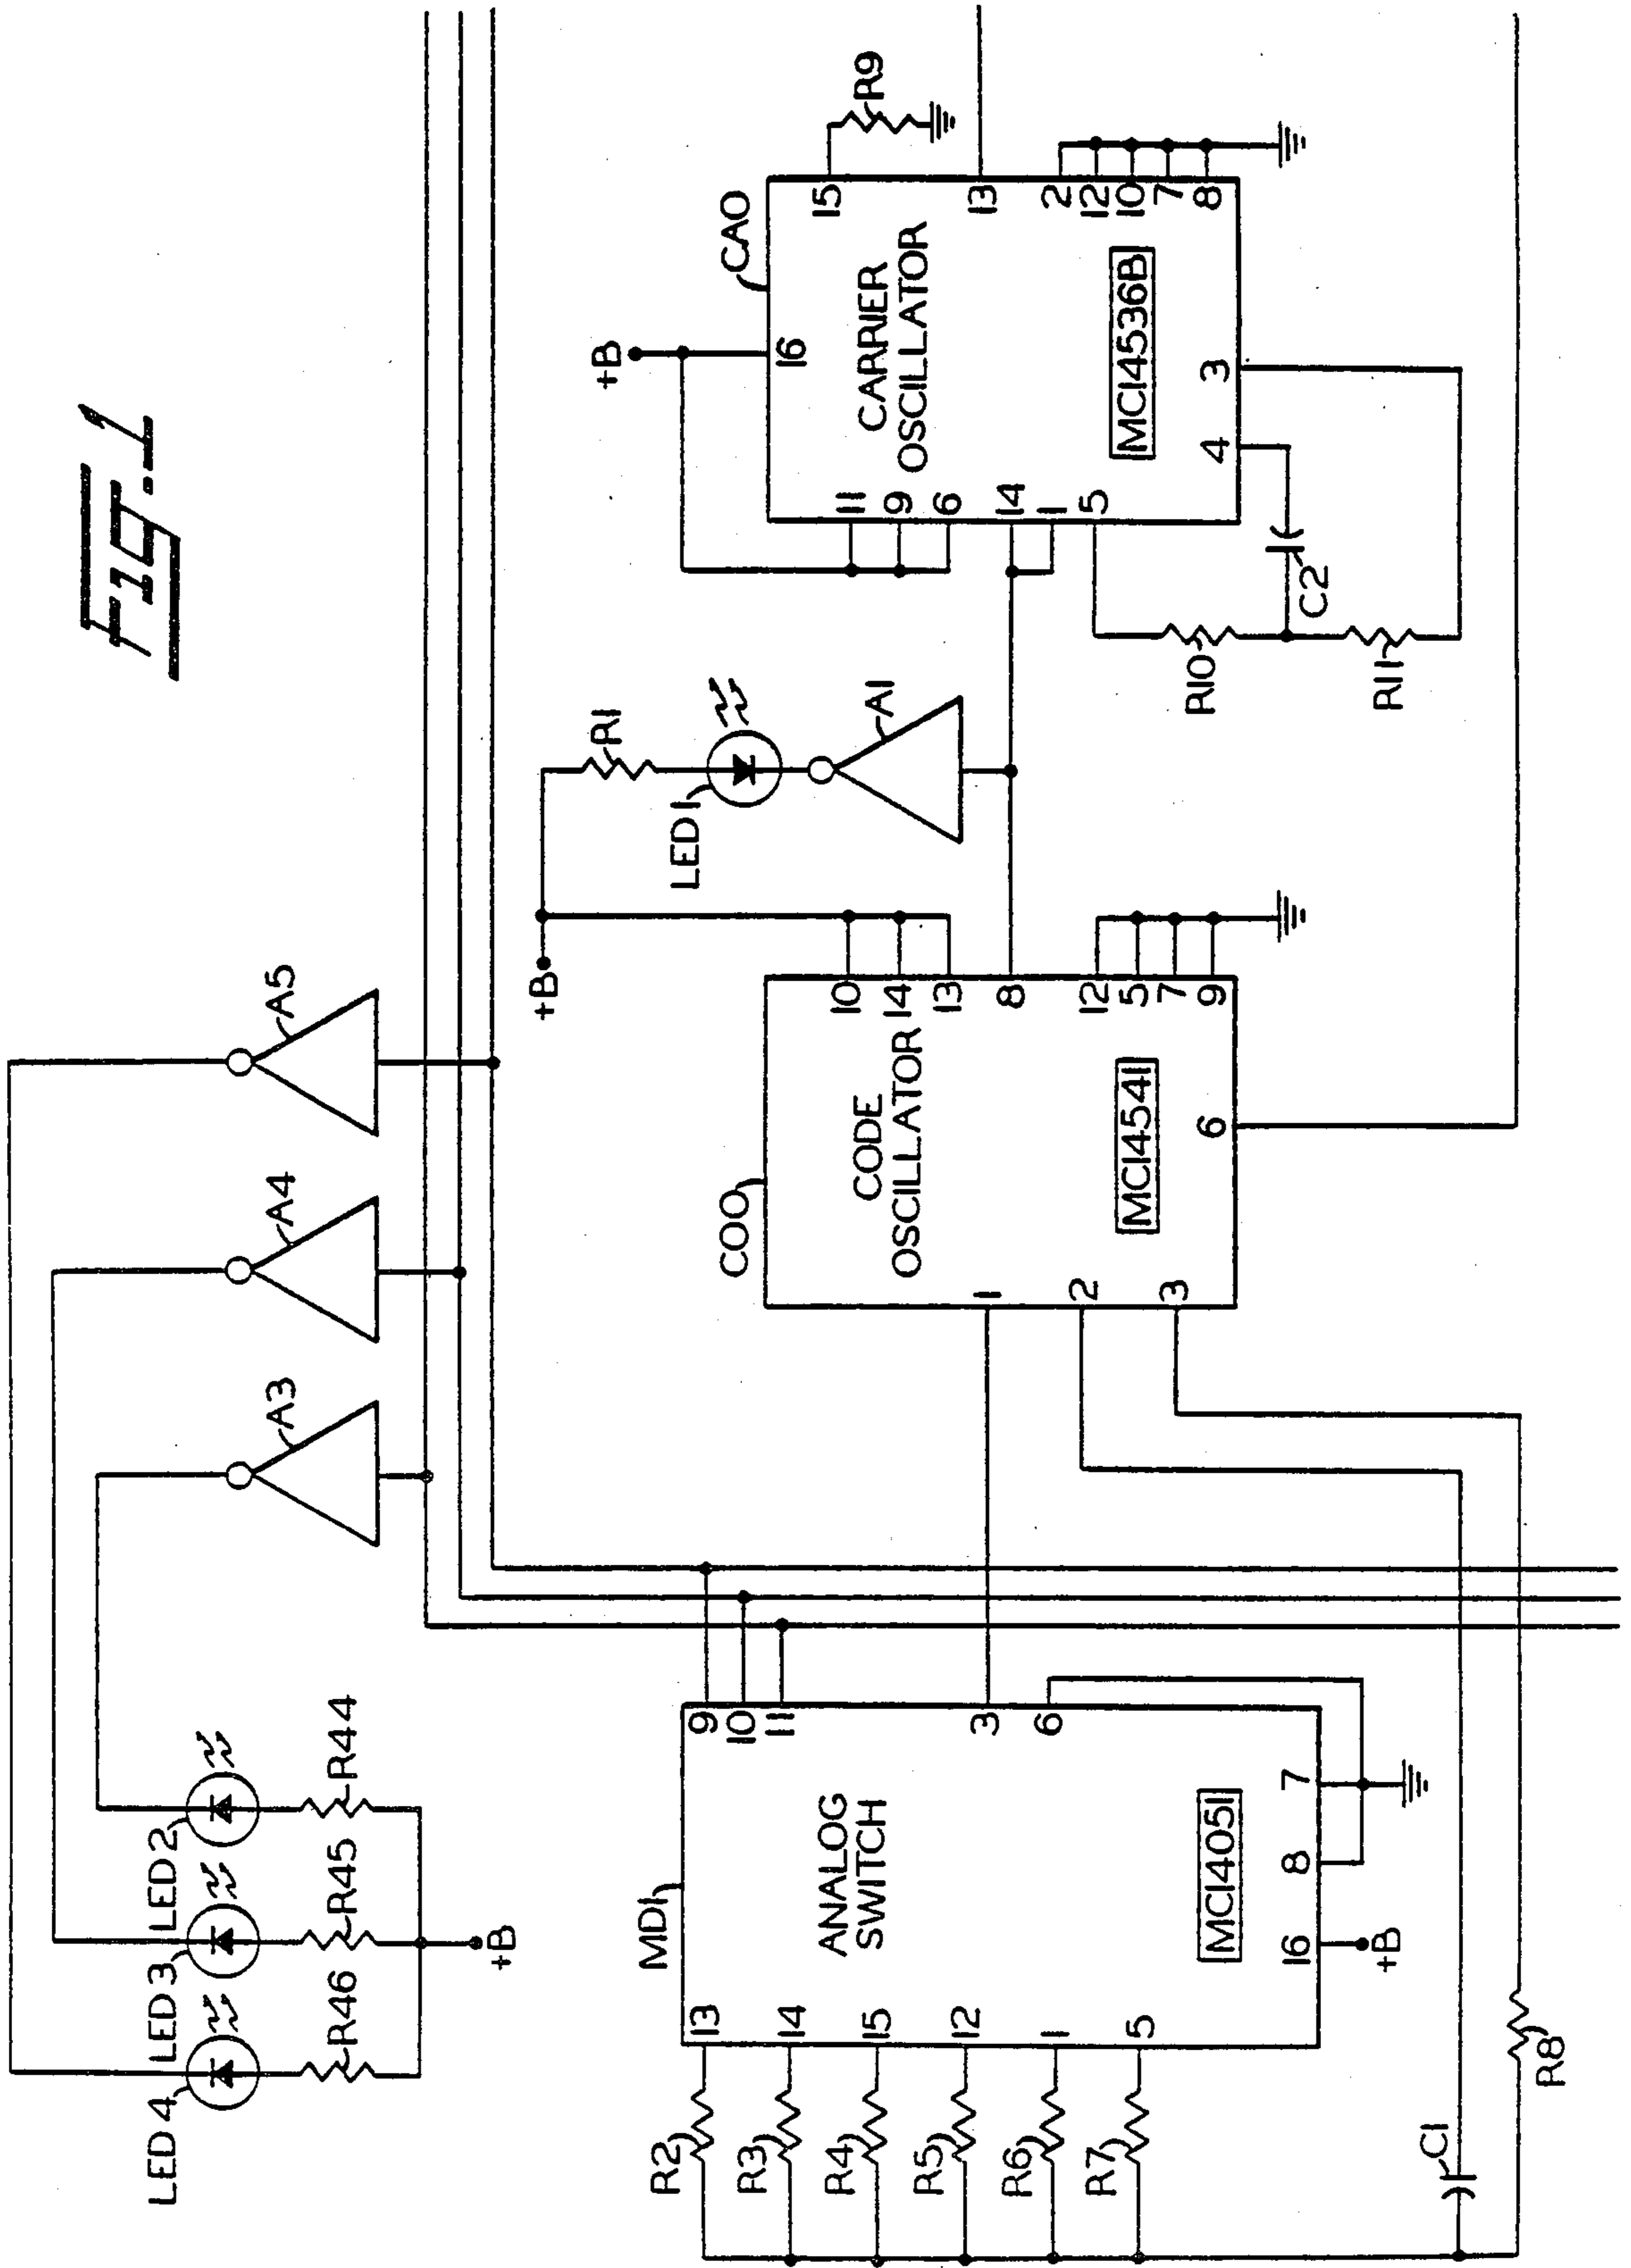 FIG. 1
LED 4
LED 3
LED 2
R46
R45
R44
+B
A3
A4
A5
MD1
ANALOG
SWITCH
MC14051
13
14
15
12
1
5
9
10
11
3
6
7
8
16
+B
R2
R3
R4
R5
R6
R7
C1
R8
COO
CODE
OSCILLATOR
MC14541
1
2
3
10
14
13
8
12
5
7
9
6
+B
R1
LED 1
A1
CAO
CARRIER
OSCILLATOR
MC14536B
+B
16
11
9
6
14
1
5
15
13
2
12
10
7
8
4
3
R9
R10
C2
R11